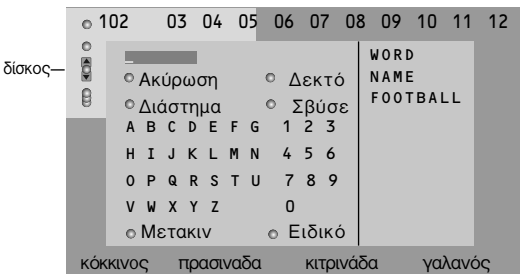 102 03 04 05 06 07 08 09 10 11 12
WORD
δίσκος
Ακύρωση Δεκτό NAME
Διάστημα Σβύσε FOOTBALL
A B C D E F G 1 2 3
H I J K L M N 4 5 6
O P Q R S T U 7 8 9
V W X Y Z 0
Μετακιν Ειδικό
κόκκινος πρασιναδα κιτρινάδα γαλανός